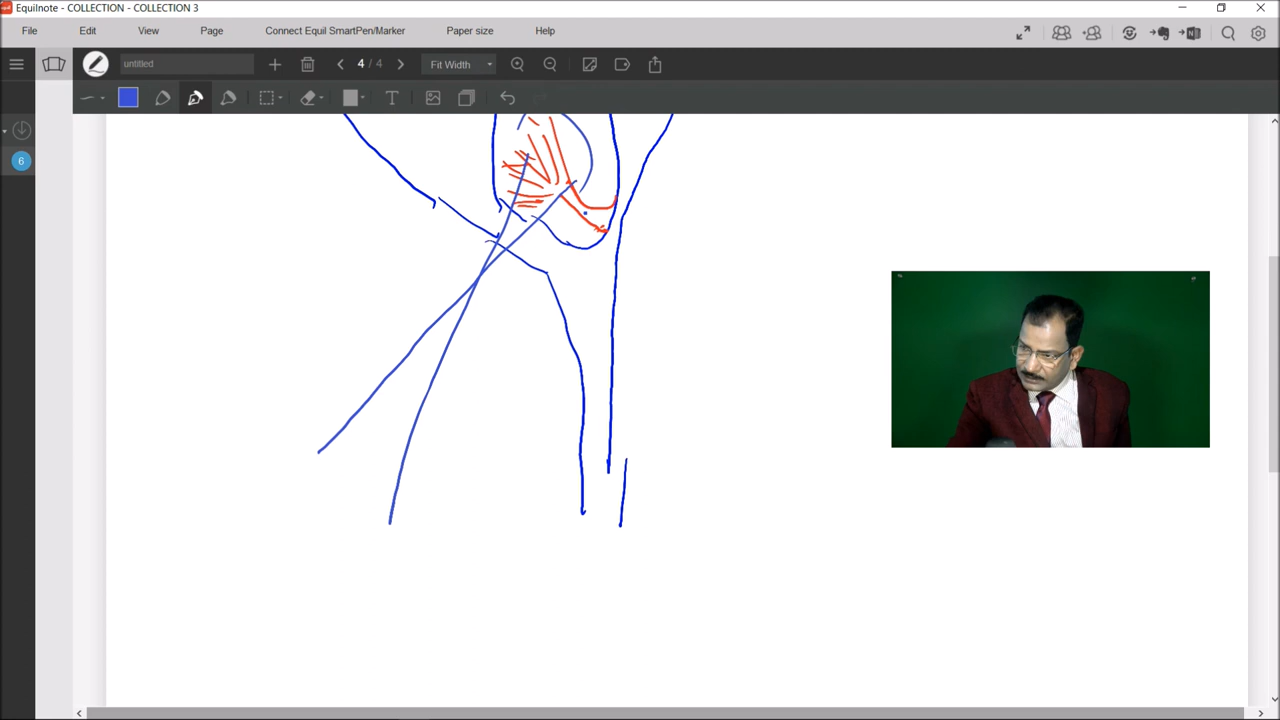 Equilnote - COLLECTION - COLLECTION 3
File Edit View Page Connect Equil SmartPen/Marker Paper size Help
untitled 4 / 4 Fit Width
T
6